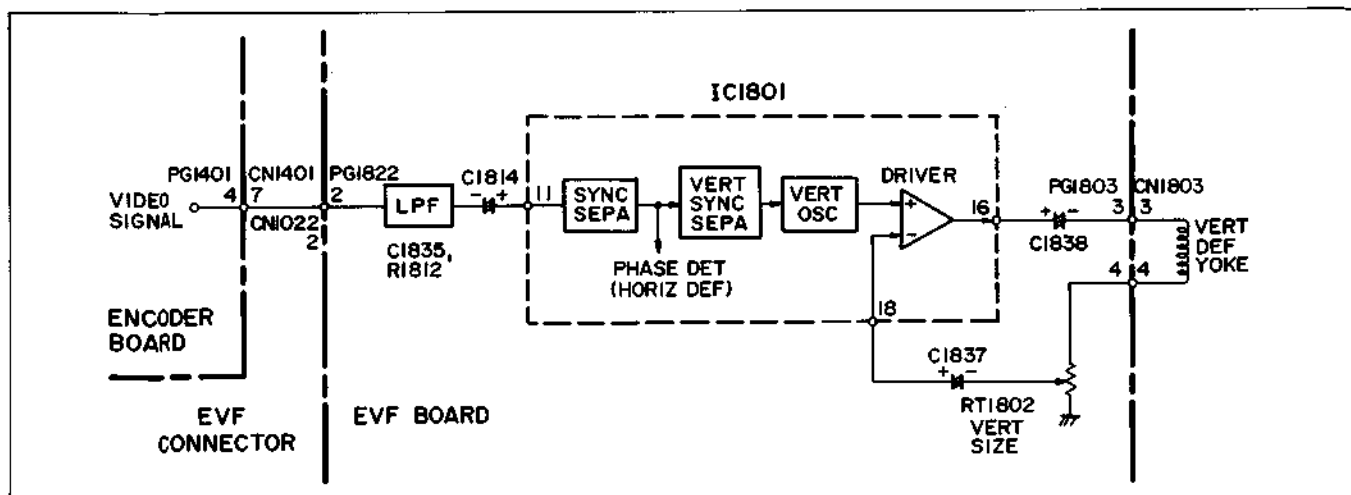 IC1801
PG1401
CN1401
PG1822
4
7
2
VIDEO
SIGNAL
CN1022
2
LPF
C1835,
R1812
C1814
- +
11
SYNC
SEPA
PHASE DET
(HORIZ DEF)
VERT
SYNC
SEPA
VERT
OSC
DRIVER
+
-
16
18
+ -
C1838
PG1803
CN1803
3
3
4
4
VERT
DEF
YOKE
C1837
+ -
RT1802
VERT
SIZE
ENCODER
BOARD
EVF
CONNECTOR
EVF BOARD